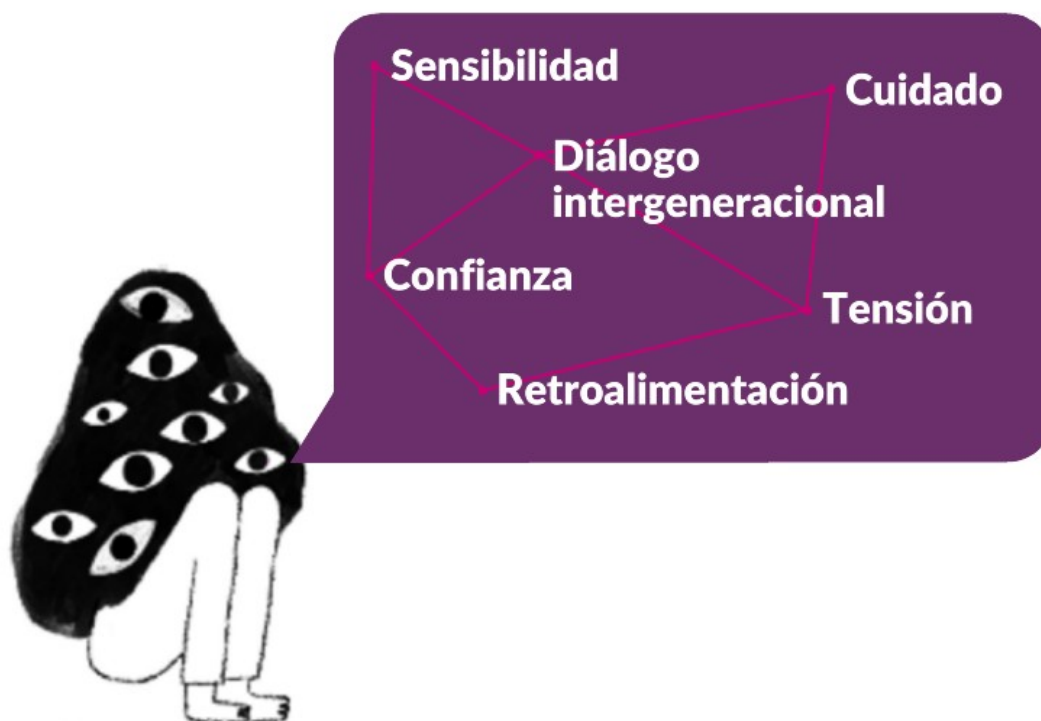 Sensibilidad
Cuidado
Diálogo
intergeneracional
Confianza
Tensión
Retroalimentación